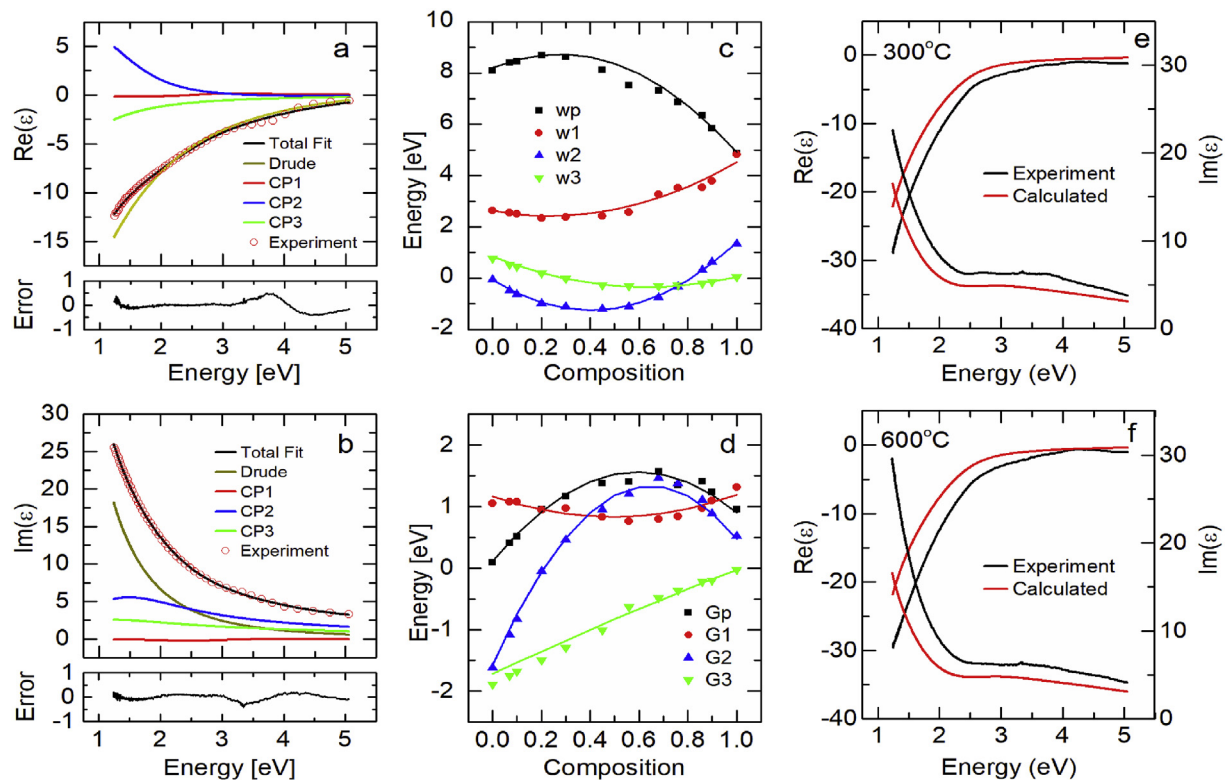 a
5
0
-5
-10
-15
Re(ε)
Total Fit
Drude
CP1
CP2
CP3
Experiment
1
0
-1
Error
1 2 3 4 5
Energy [eV]
b
30
25
20
15
10
5
0
Im(ε)
Total Fit
Drude
CP1
CP2
CP3
Experiment
1
0
-1
Error
1 2 3 4 5
Energy [eV]
c
10
8
6
4
2
0
-2
Energy [eV]
wp
w1
w2
w3
0.0 0.2 0.4 0.6 0.8 1.0
Composition
d
2
1
0
-1
-2
Energy [eV]
Gp
G1
G2
G3
0.0 0.2 0.4 0.6 0.8 1.0
Composition
300°C
e
0
-10
-20
-30
-40
Re(ε)
30
20
10
0
Im(ε)
Experiment
Calculated
1 2 3 4 5
Energy (eV)
600°C
f
0
-10
-20
-30
-40
Re(ε)
30
20
10
0
Im(ε)
Experiment
Calculated
1 2 3 4 5
Energy (eV)